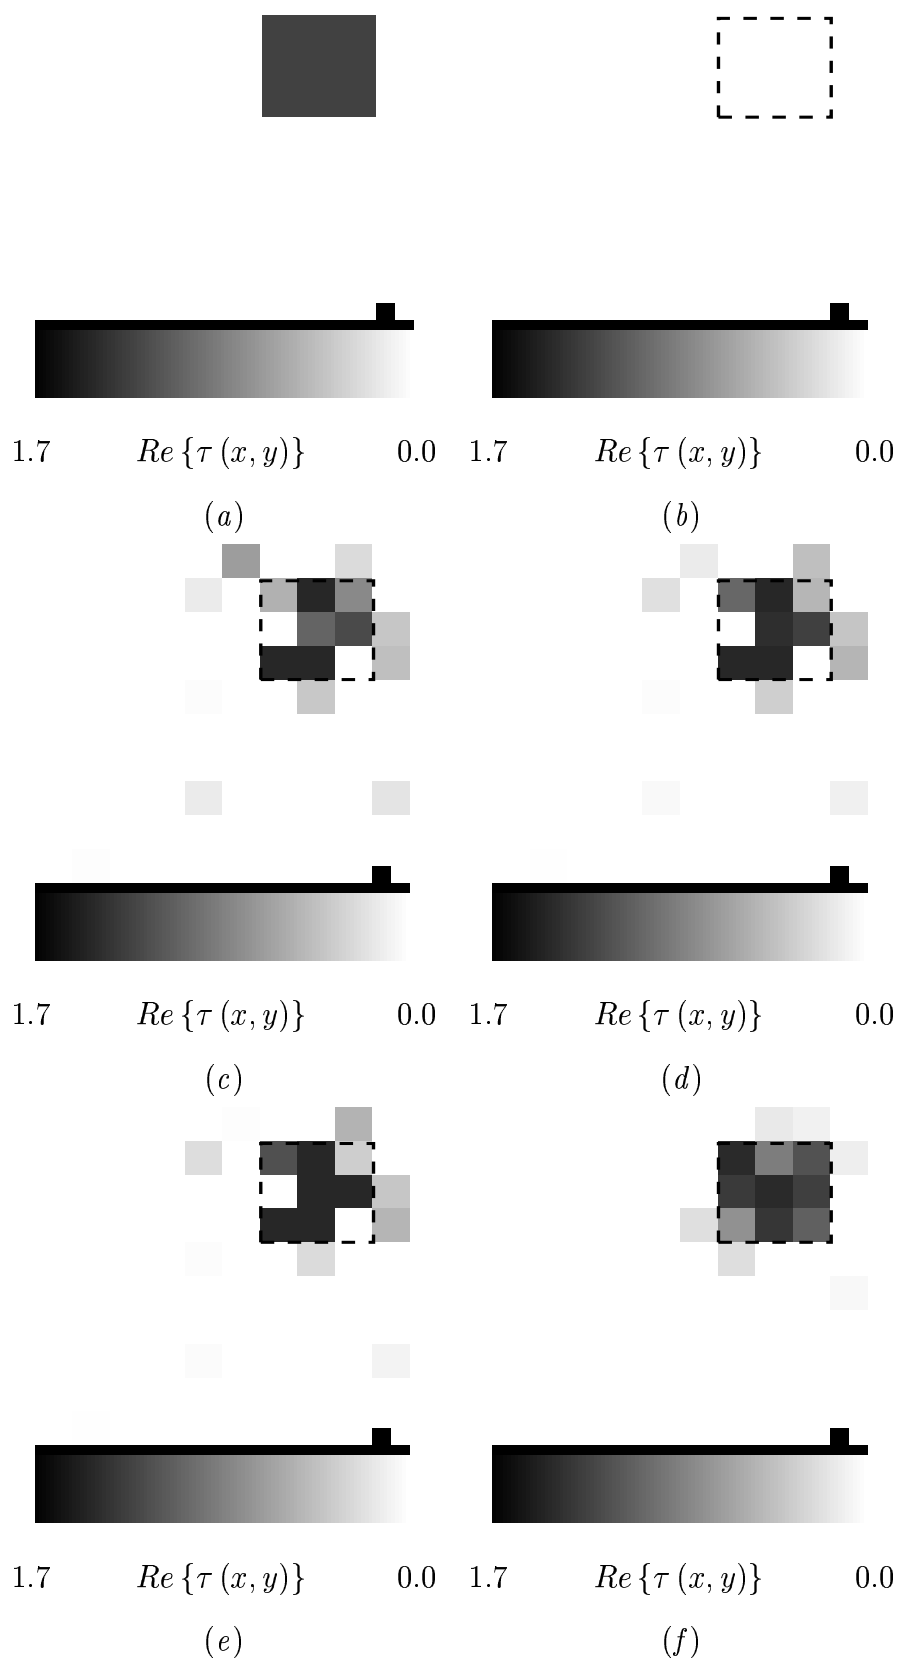 1.7 Re {τ (x, y)} 0.0 1.7 Re {τ (x, y)} 0.0
(a) (b)
1.7 Re {τ (x, y)} 0.0 1.7 Re {τ (x, y)} 0.0
(c) (d)
1.7 Re {τ (x, y)} 0.0 1.7 Re {τ (x, y)} 0.0
(e) (f)